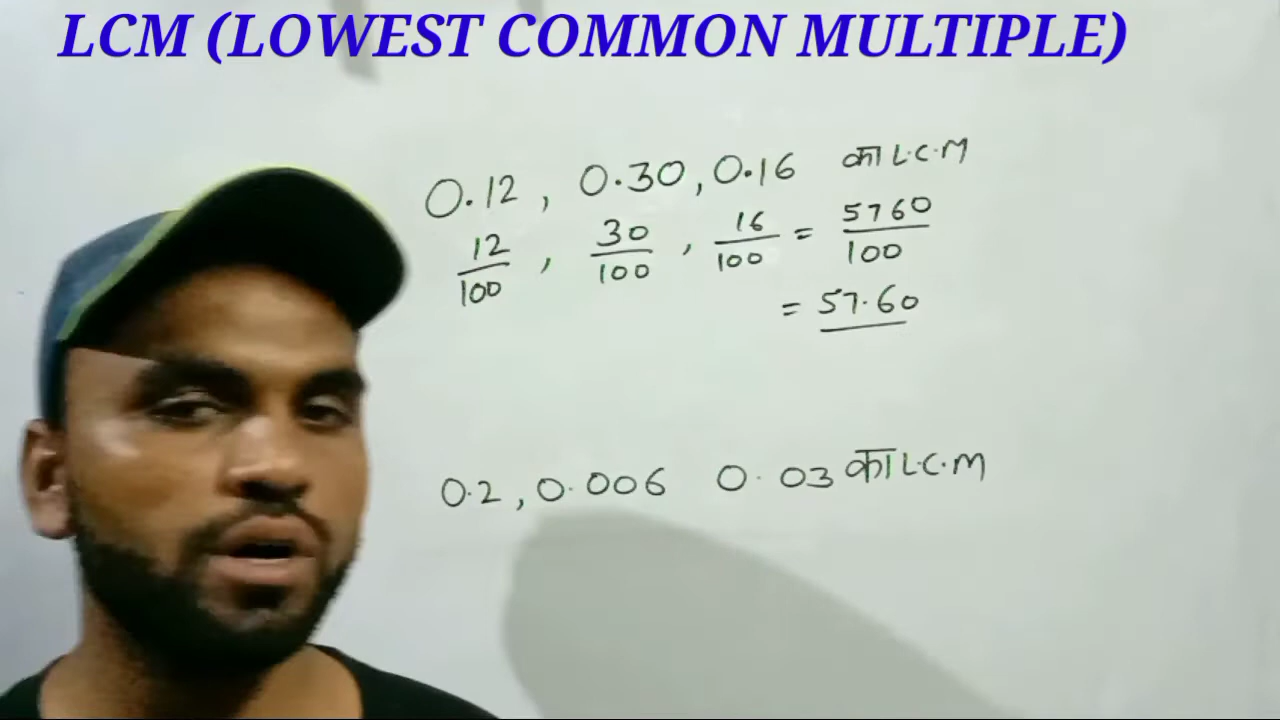 LCM (LOWEST COMMON MULTIPLE)
0.12, 0.30, 0.16 का L.C.M
12/100, 30/100, 16/100 = 5760/100
= 57.60
0.2, 0.006 0.03 का L.C.M